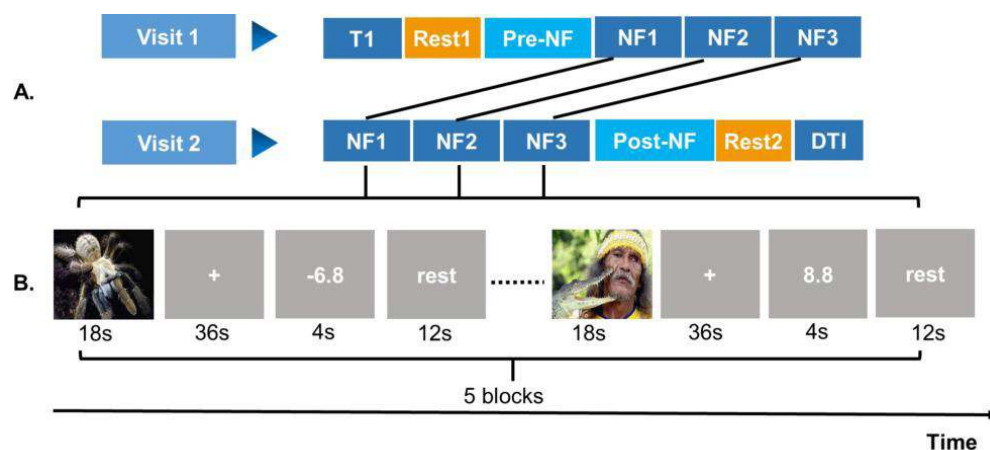 Visit 1 T1 Rest1 Pre-NF NF1 NF2 NF3
A.
Visit 2 NF1 NF2 NF3 Post-NF Rest2 DTI
B. + -6.8 rest + 8.8 rest
18s 36s 4s 12s 18s 36s 4s 12s
5 blocks
Time